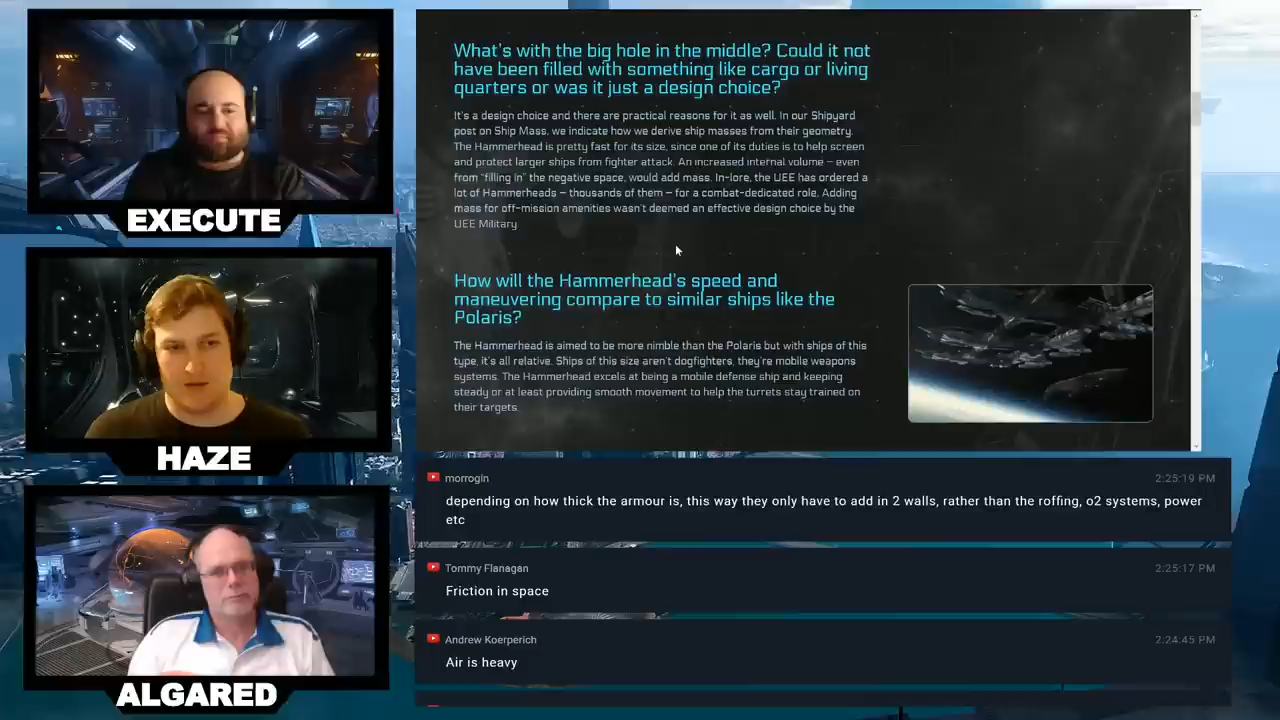 EXECUTE
HAZE
ALGARED
What's with the big hole in the middle? Could it not
have been filled with something like cargo or living
quarters or was it just a design choice?
It's a design choice and there are practical reasons for it as well. In our Shipyard
post on Ship Mass, we indicate how we derive ship masses from their geometry.
The Hammerhead is pretty fast for its size, since one of its duties is to help screen
and protect larger ships from fighter attack. An increased internal volume – even
from "filling in" the negative space, would add mass. In-lore, the UEE has ordered a
lot of Hammerheads – thousands of them – for a combat-dedicated role. Adding
mass for off-mission amenities wasn't deemed an effective design choice by the
UEE Military
How will the Hammerhead's speed and
maneuvering compare to similar ships like the
Polaris?
The Hammerhead is aimed to be more nimble than the Polaris but with ships of this
type, it's all relative. Ships of this size aren't dogfighters, they're mobile weapons
systems. The Hammerhead excels at being a mobile defense ship and keeping
steady or at least providing smooth movement to help the turrets stay trained on
their targets.
morrogin 2:25:19 PM
depending on how thick the armour is, this way they only have to add in 2 walls, rather than the roffing, o2 systems, power
etc
Tommy Flanagan 2:25:17 PM
Friction in space
Andrew Koerperich 2:24:45 PM
Air is heavy